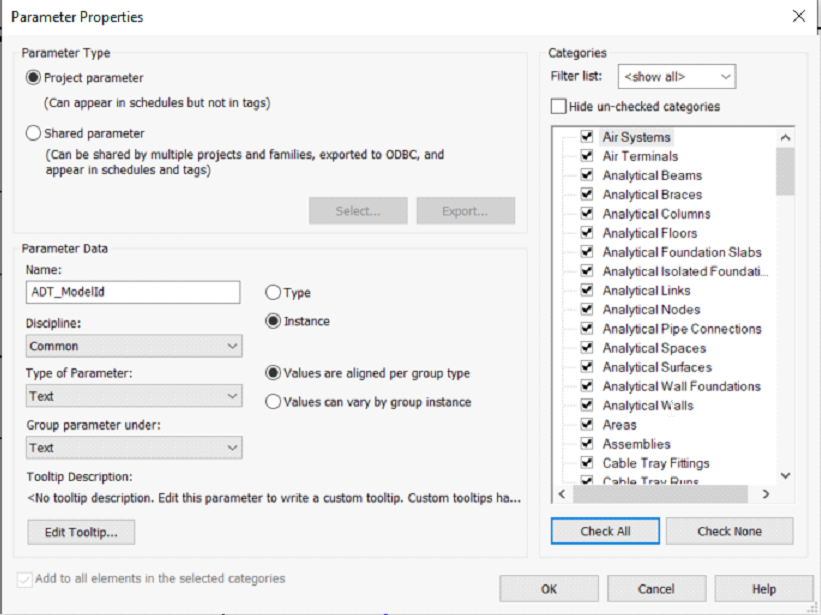 Parameter Properties
Parameter Type
Project parameter
(Can appear in schedules but not in tags)
Shared parameter
(Can be shared by multiple projects and families, exported to ODBC, and
appear in schedules and tags)
Select...
Export...
Parameter Data
Name:
ADT_ModelId
Type
Instance
Discipline:
Common
Type of Parameter:
Text
Values are aligned per group type
Values can vary by group instance
Group parameter under:
Text
Tooltip Description:
<No tooltip description. Edit this parameter to write a custom tooltip. Custom tooltips ha...
Edit Tooltip...
Add to all elements in the selected categories
Categories
Filter list:
<show all>
Hide un-checked categories
Air Systems
Air Terminals
Analytical Beams
Analytical Braces
Analytical Columns
Analytical Floors
Analytical Foundation Slabs
Analytical Isolated Foundati...
Analytical Links
Analytical Nodes
Analytical Pipe Connections
Analytical Spaces
Analytical Surfaces
Analytical Wall Foundations
Analytical Walls
Areas
Assemblies
Cable Tray Fittings
Cable Tray Runs
Check All
Check None
OK
Cancel
Help